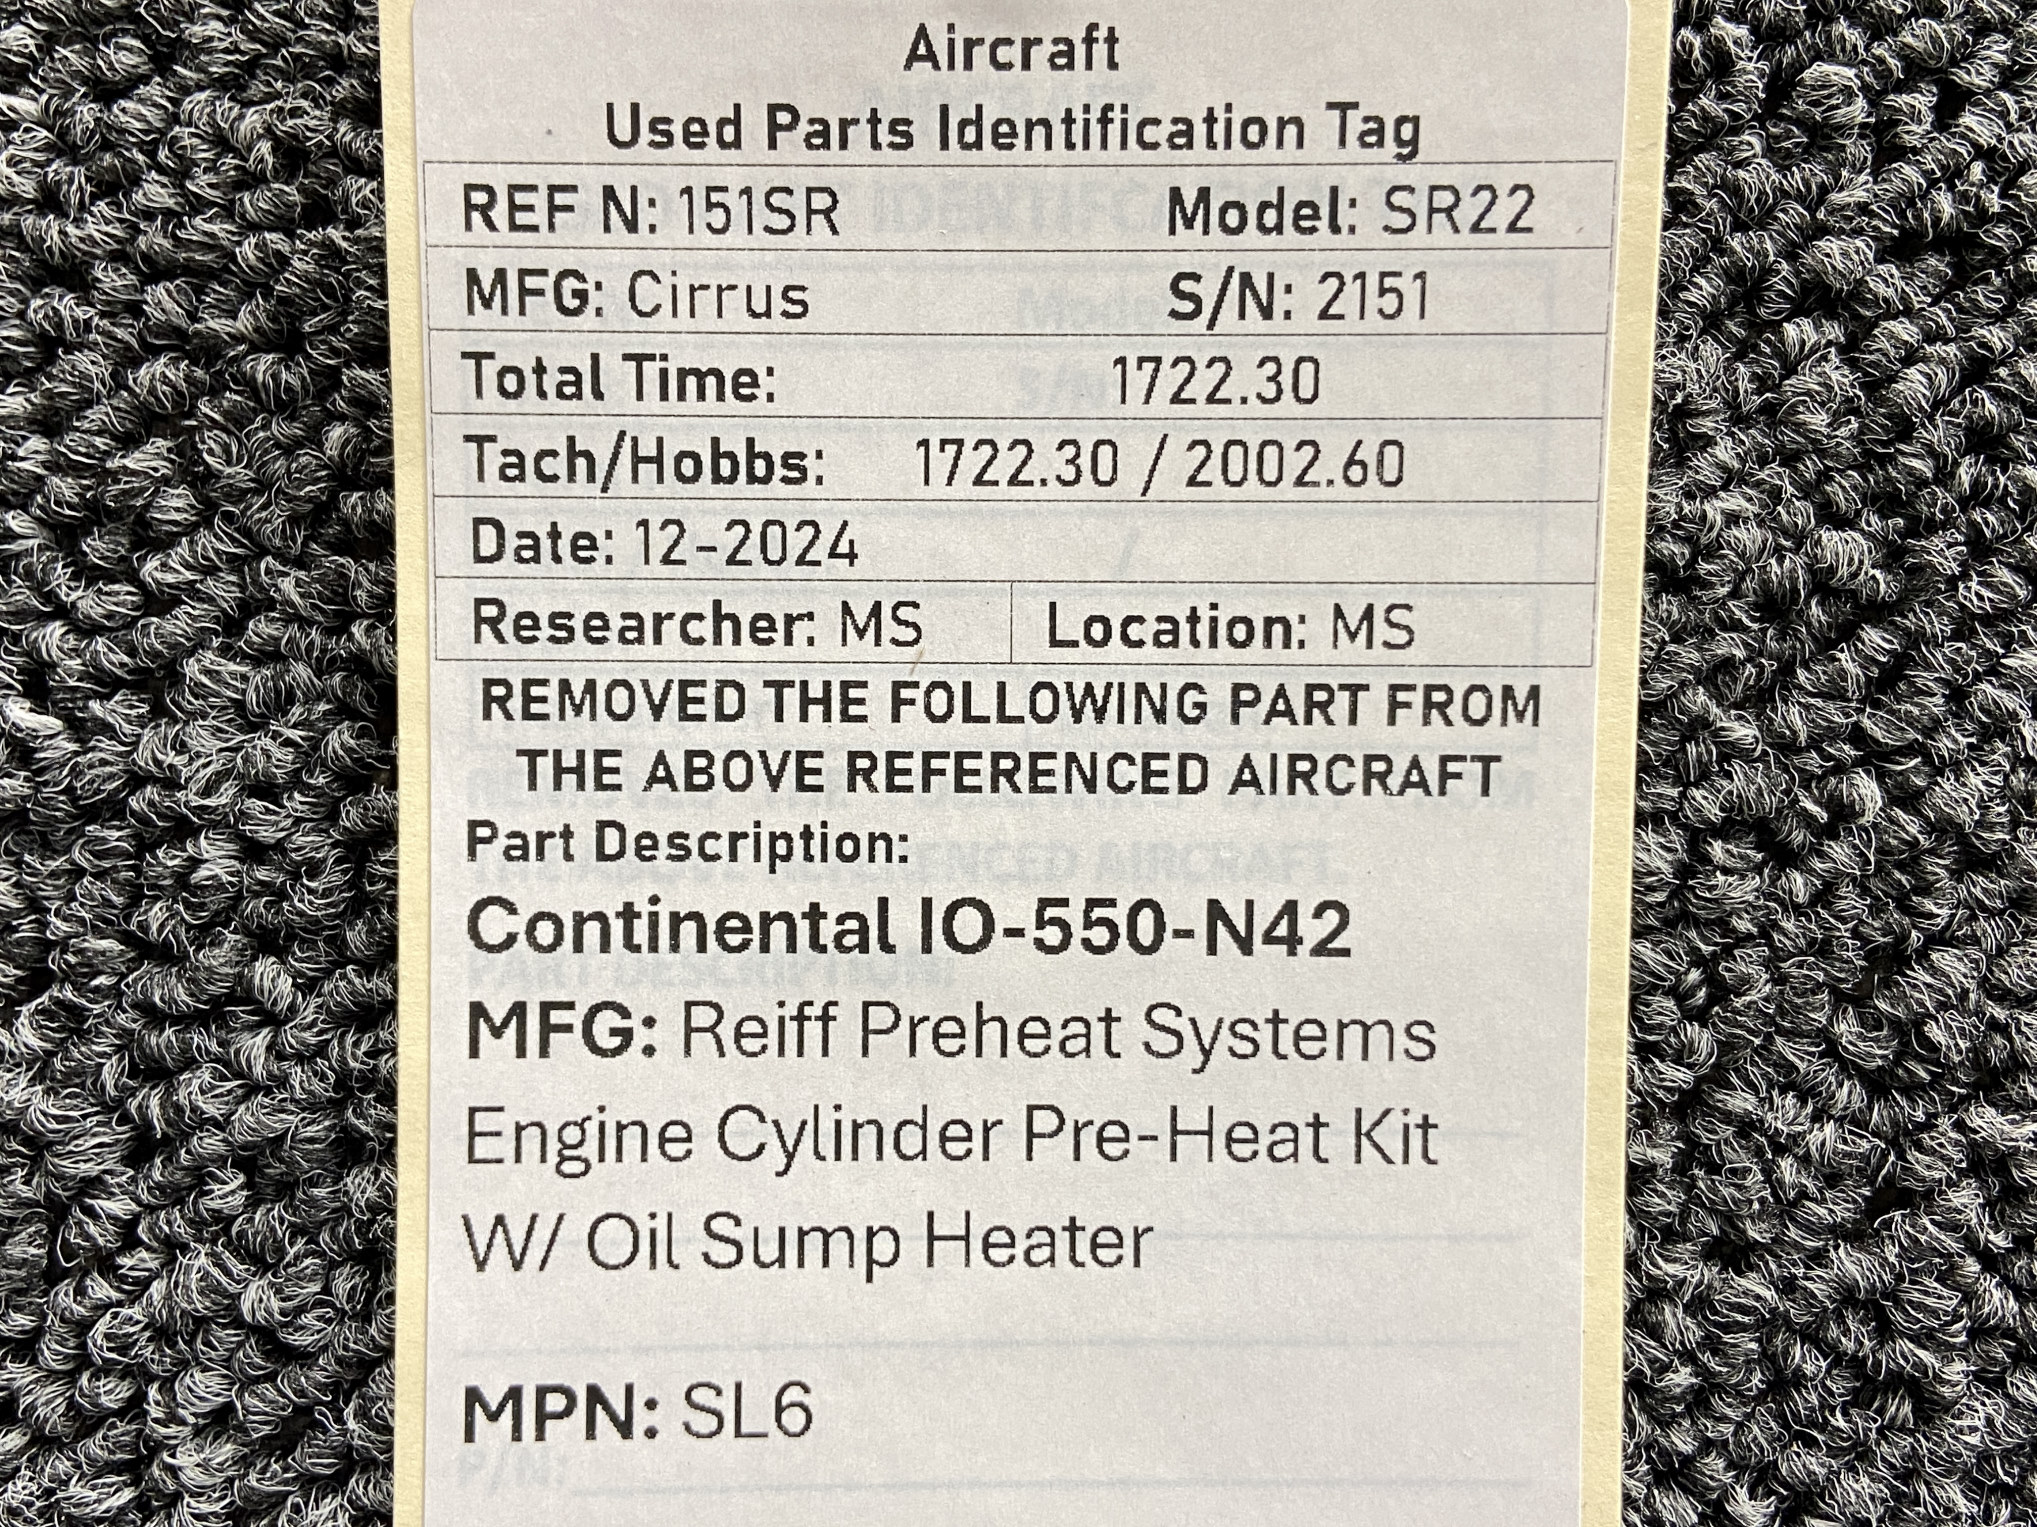 Aircraft
Used Parts Identification Tag
REF N: 151SR Model: SR22
MFG: Cirrus S/N: 2151
Total Time: 1722.30
Tach/Hobbs: 1722.30 / 2002.60
Date: 12-2024
Researcher: MS Location: MS
REMOVED THE FOLLOWING PART FROM
THE ABOVE REFERENCED AIRCRAFT
Part Description:
Continental IO-550-N42
MFG: Reiff Preheat Systems
Engine Cylinder Pre-Heat Kit
W/ Oil Sump Heater
MPN: SL6
P/N: